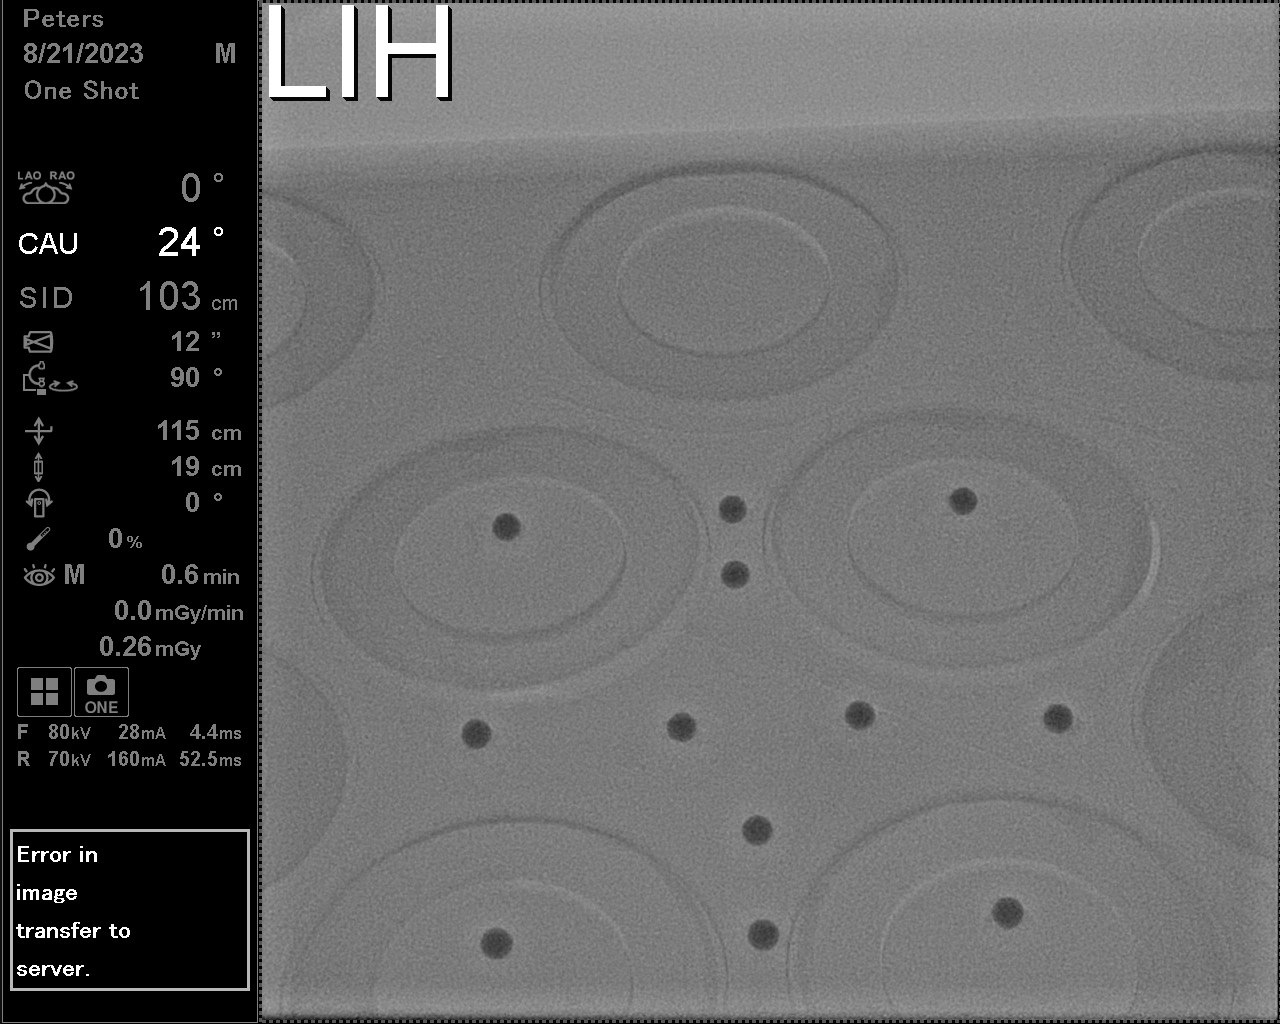 Peters
8/21/2023 M
One Shot
LIH
LAO RAO
0 °
CAU 24 °
SID 103 cm
12 ”
90 °
115 cm
19 cm
0 °
0 %
M 0.6 min
0.0 mGy/min
0.26 mGy
ONE
F 80kV 28mA 4.4ms
R 70kV 160mA 52.5ms
Error in
image
transfer to
server.